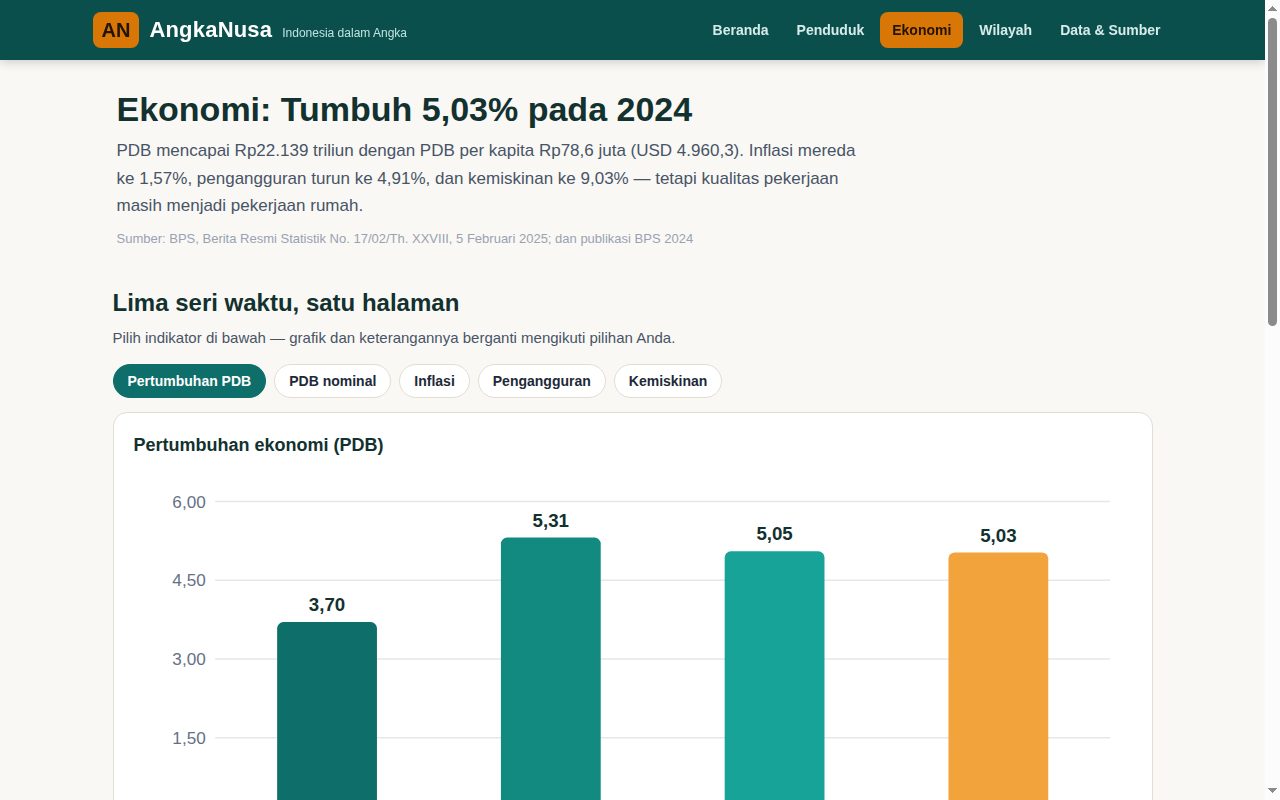 AN AngkaNusa Indonesia dalam Angka Beranda Penduduk Ekonomi Wilayah Data & Sumber
Ekonomi: Tumbuh 5,03% pada 2024
PDB mencapai Rp22.139 triliun dengan PDB per kapita Rp78,6 juta (USD 4.960,3). Inflasi mereda
ke 1,57%, pengangguran turun ke 4,91%, dan kemiskinan ke 9,03% — tetapi kualitas pekerjaan
masih menjadi pekerjaan rumah.
Sumber: BPS, Berita Resmi Statistik No. 17/02/Th. XXVIII, 5 Februari 2025; dan publikasi BPS 2024
Lima seri waktu, satu halaman
Pilih indikator di bawah — grafik dan keterangannya berganti mengikuti pilihan Anda.
Pertumbuhan PDB PDB nominal Inflasi Pengangguran Kemiskinan
Pertumbuhan ekonomi (PDB)
6,00
5,31
5,05
5,03
4,50
3,70
3,00
1,50